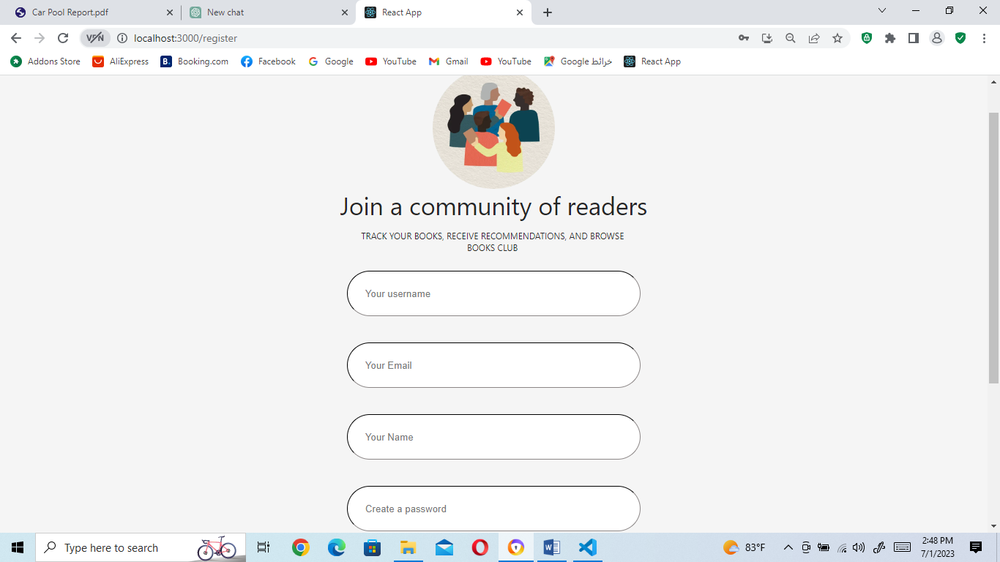 Car Pool Report.pdf
New chat
React App
VPN
localhost:3000/register
Addons Store
AliExpress
B.
Booking.com
Facebook
Google
YouTube
Gmail
YouTube
خرائط Google
React App
Join a community of readers
TRACK YOUR BOOKS, RECEIVE RECOMMENDATIONS, AND BROWSE
BOOKS CLUB
Your username
Your Email
Your Name
Create a password
Type here to search
83°F
2:48 PM
7/1/2023